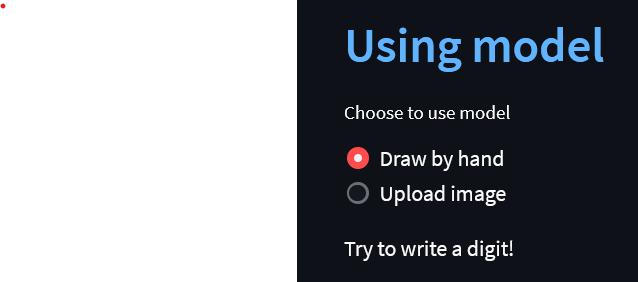 Using model
Choose to use model
Draw by hand
Upload image
Try to write a digit!